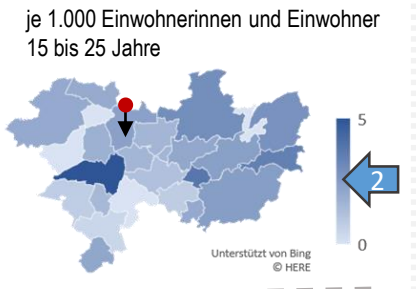 je 1.000 Einwohnerinnen und Einwohner
15 bis 25 Jahre
5
2
0
Unterstützt von Bing
© HERE